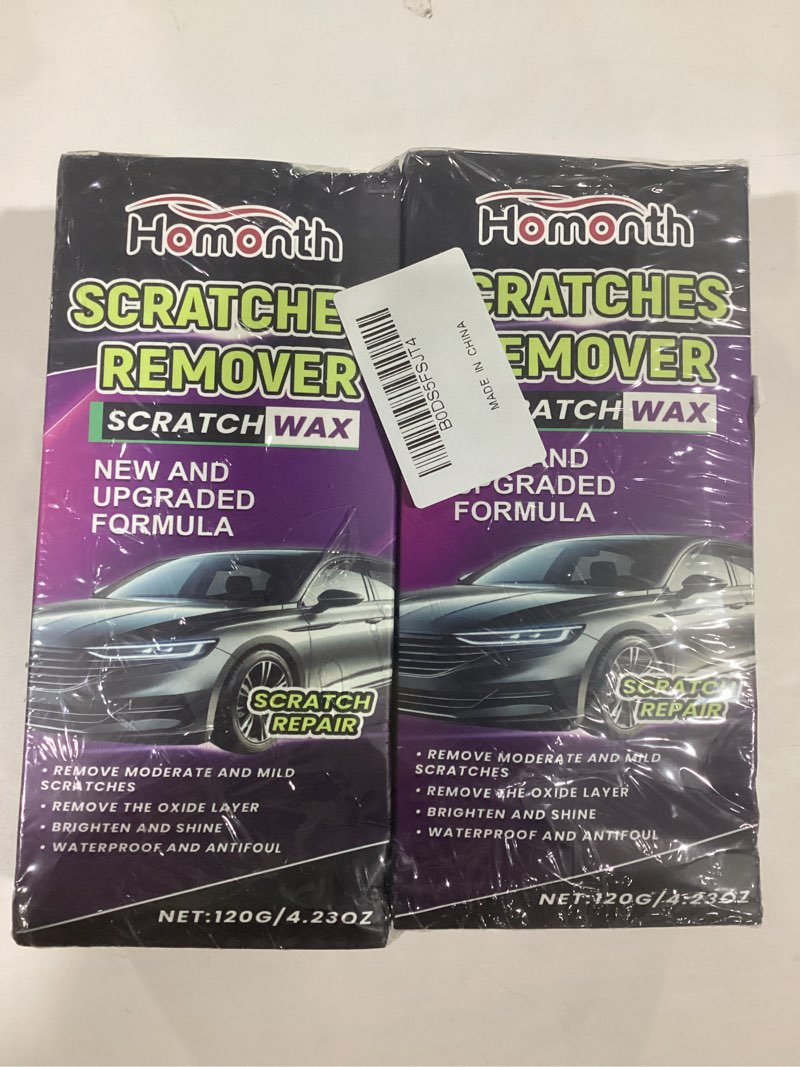 Homonth
SCRATCHE
REMOVER
SCRATCH WAX
NEW AND
UPGRADED
FORMULA
SCRATCH
REPAIR
• REMOVE MODERATE AND MILD
SCRATCHES
• REMOVE THE OXIDE LAYER
• BRIGHTEN AND SHINE
• WATERPROOF AND ANTIFOUL
NET:120G/4.23OZ
B0DS5FSJT4
MADE IN CHINA
Homonth
CRATCHES
EMOVER
ATCH WAX
AND
UPGRADED
FORMULA
SCRATCH
REPAIR
• REMOVE MODERATE AND MILD
SCRATCHES
• REMOVE THE OXIDE LAYER
• BRIGHTEN AND SHINE
• WATERPROOF AND ANTIFOUL
NET:120G/4.23OZ